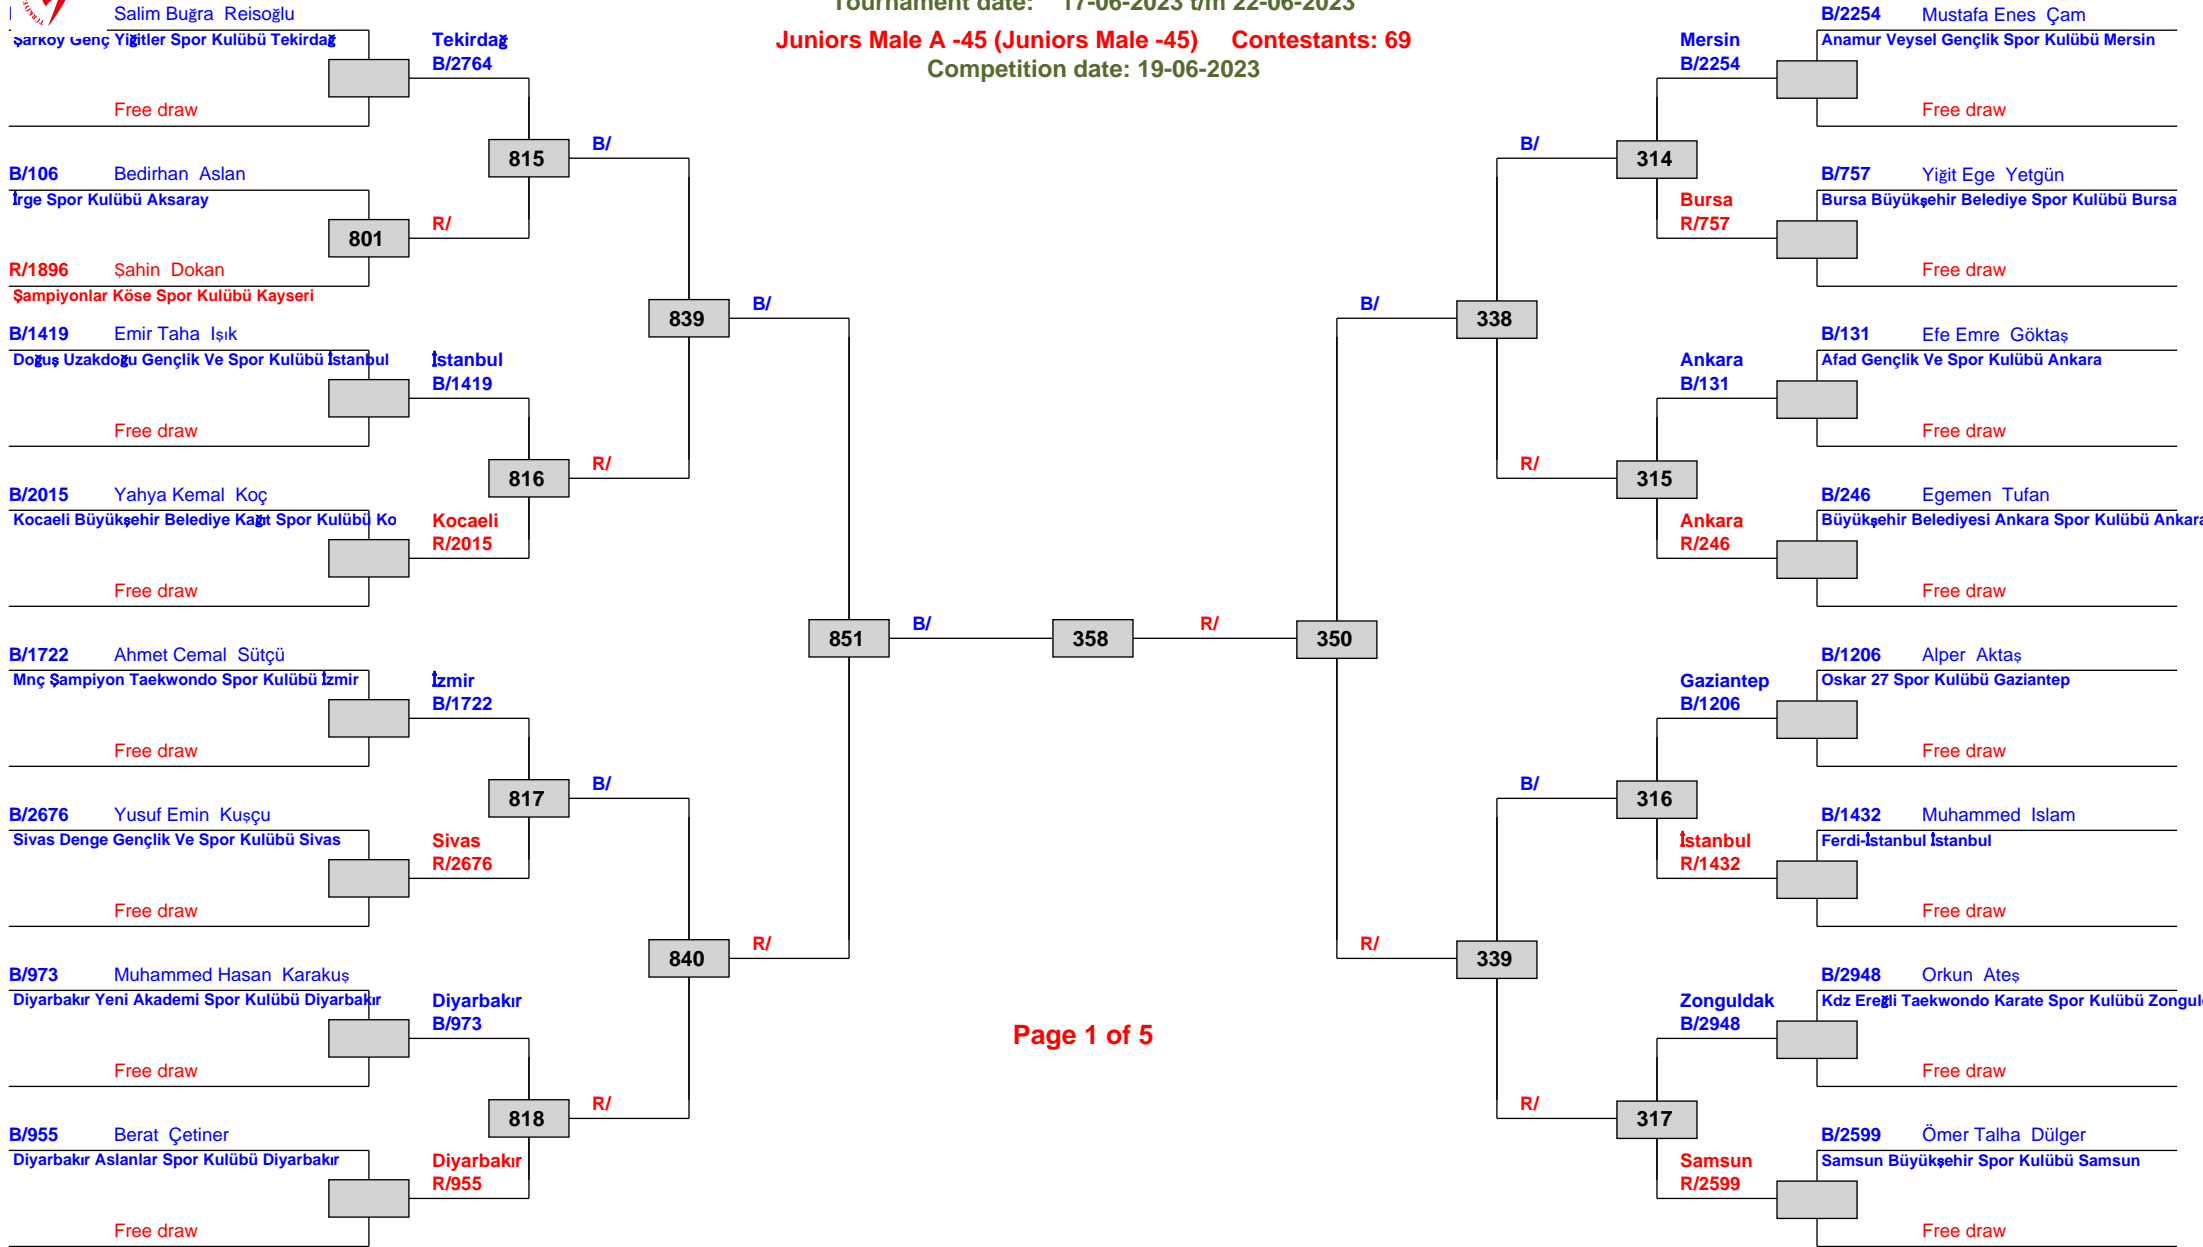 Tournament date: 17-06-2023 t/m 22-06-2023
Juniors Male A -45 (Juniors Male -45) Contestants: 69
Competition date: 19-06-2023
Salim Buğra Reisoğlu
Şarköy Genç Yiğitler Spor Kulübü Tekirdağ
Free draw
Tekirdağ
B/2764
B/106 Bedirhan Aslan
İrge Spor Kulübü Aksaray
801
R/
R/1896 Şahin Dokan
Şampiyonlar Köse Spor Kulübü Kayseri
815
B/
B/1419 Emir Taha Işık
Doğuş Uzakdoğu Gençlik Ve Spor Kulübü İstanbul
Free draw
İstanbul
B/1419
B/2015 Yahya Kemal Koç
Kocaeli Büyükşehir Belediye Kağıt Spor Kulübü Ko
Free draw
Kocaeli
R/2015
816
R/
839
B/
B/1722 Ahmet Cemal Sütçü
Mnç Şampiyon Taekwondo Spor Kulübü İzmir
Free draw
İzmir
B/1722
B/2676 Yusuf Emin Kuşçu
Sivas Denge Gençlik Ve Spor Kulübü Sivas
Free draw
Sivas
R/2676
817
B/
B/973 Muhammed Hasan Karakuş
Diyarbakır Yeni Akademi Spor Kulübü Diyarbakır
Free draw
Diyarbakır
B/973
B/955 Berat Çetiner
Diyarbakır Aslanlar Spor Kulübü Diyarbakır
Free draw
Diyarbakır
R/955
818
R/
840
R/
851
B/
358
R/
350
Page 1 of 5
B/
338
B/
314
Mersin
B/2254
B/2254 Mustafa Enes Çam
Anamur Veysel Gençlik Spor Kulübü Mersin
Free draw
Bursa
R/757
B/757 Yiğit Ege Yetgün
Bursa Büyükşehir Belediye Spor Kulübü Bursa
Free draw
R/
315
Ankara
B/131
B/131 Efe Emre Göktaş
Afad Gençlik Ve Spor Kulübü Ankara
Free draw
Ankara
R/246
B/246 Egemen Tufan
Büyükşehir Belediyesi Ankara Spor Kulübü Ankara
Free draw
R/
339
B/
316
Gaziantep
B/1206
B/1206 Alper Aktaş
Oskar 27 Spor Kulübü Gaziantep
Free draw
İstanbul
R/1432
B/1432 Muhammed Islam
Ferdi-İstanbul İstanbul
Free draw
R/
317
Zonguldak
B/2948
B/2948 Orkun Ateş
Kdz Ereğli Taekwondo Karate Spor Kulübü Zongul
Free draw
Samsun
R/2599
B/2599 Ömer Talha Dülger
Samsun Büyükşehir Spor Kulübü Samsun
Free draw